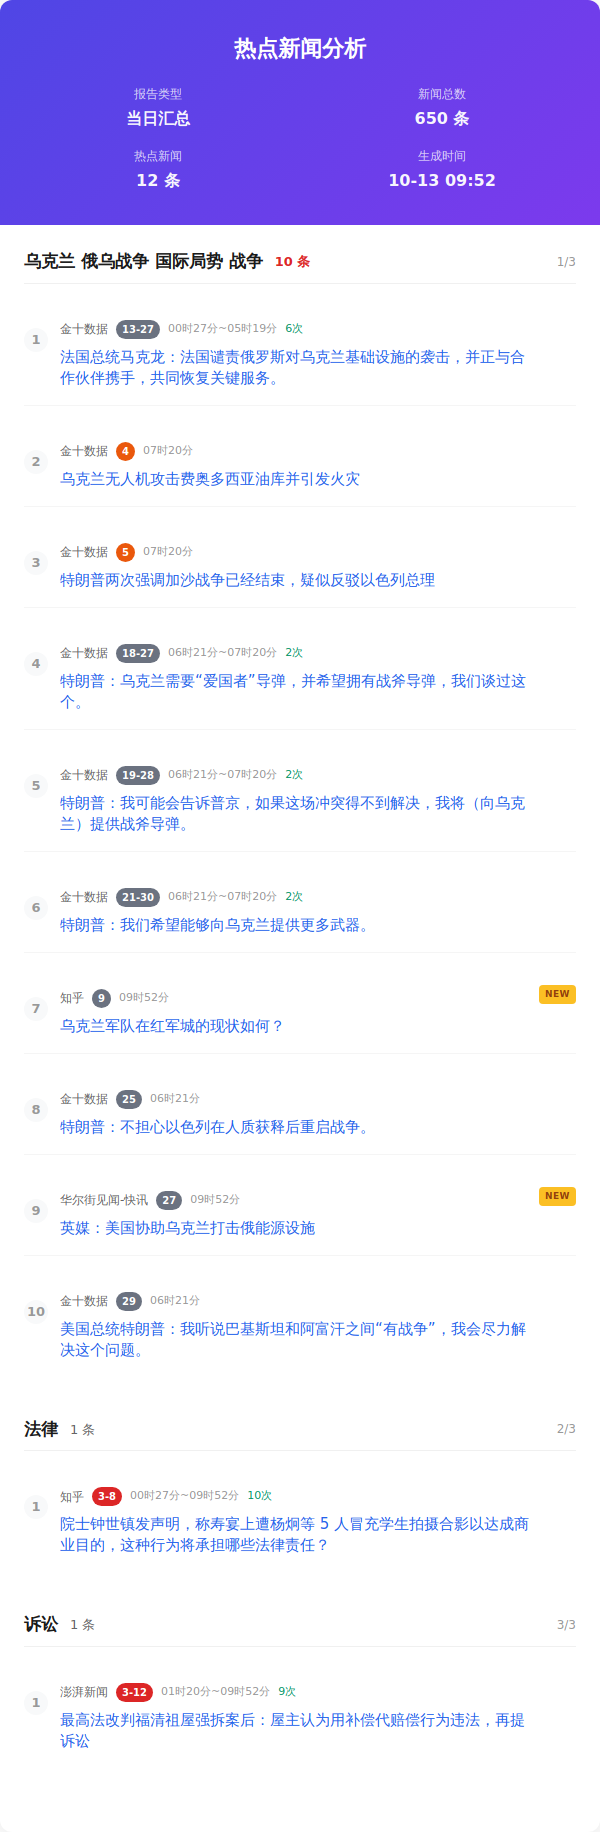 热点新闻分析
报告类型
新闻总数
当日汇总
650 条
热点新闻
生成时间
12 条
10-13 09:52
乌克兰 俄乌战争 国际局势 战争 10 条 1/3
1 金十数据 13-27 00时27分~05时19分 6次
法国总统马克龙：法国谴责俄罗斯对乌克兰基础设施的袭击，并正与合
作伙伴携手，共同恢复关键服务。
2 金十数据 4 07时20分
乌克兰无人机攻击费奥多西亚油库并引发火灾
3 金十数据 5 07时20分
特朗普两次强调加沙战争已经结束，疑似反驳以色列总理
4 金十数据 18-27 06时21分~07时20分 2次
特朗普：乌克兰需要“爱国者”导弹，并希望拥有战斧导弹，我们谈过这
个。
5 金十数据 19-28 06时21分~07时20分 2次
特朗普：我可能会告诉普京，如果这场冲突得不到解决，我将（向乌克
兰）提供战斧导弹。
6 金十数据 21-30 06时21分~07时20分 2次
特朗普：我们希望能够向乌克兰提供更多武器。
7 知乎 9 09时52分 NEW
乌克兰军队在红军城的现状如何？
8 金十数据 25 06时21分
特朗普：不担心以色列在人质获释后重启战争。
9 华尔街见闻-快讯 27 09时52分 NEW
英媒：美国协助乌克兰打击俄能源设施
10 金十数据 29 06时21分
美国总统特朗普：我听说巴基斯坦和阿富汗之间“有战争”，我会尽力解
决这个问题。
法律 1 条 2/3
1 知乎 3-8 00时27分~09时52分 10次
院士钟世镇发声明，称寿宴上遭杨炯等 5 人冒充学生拍摄合影以达成商
业目的，这种行为将承担哪些法律责任？
诉讼 1 条 3/3
1 澎湃新闻 3-12 01时20分~09时52分 9次
最高法改判福清祖屋强拆案后：屋主认为用补偿代赔偿行为违法，再提
诉讼